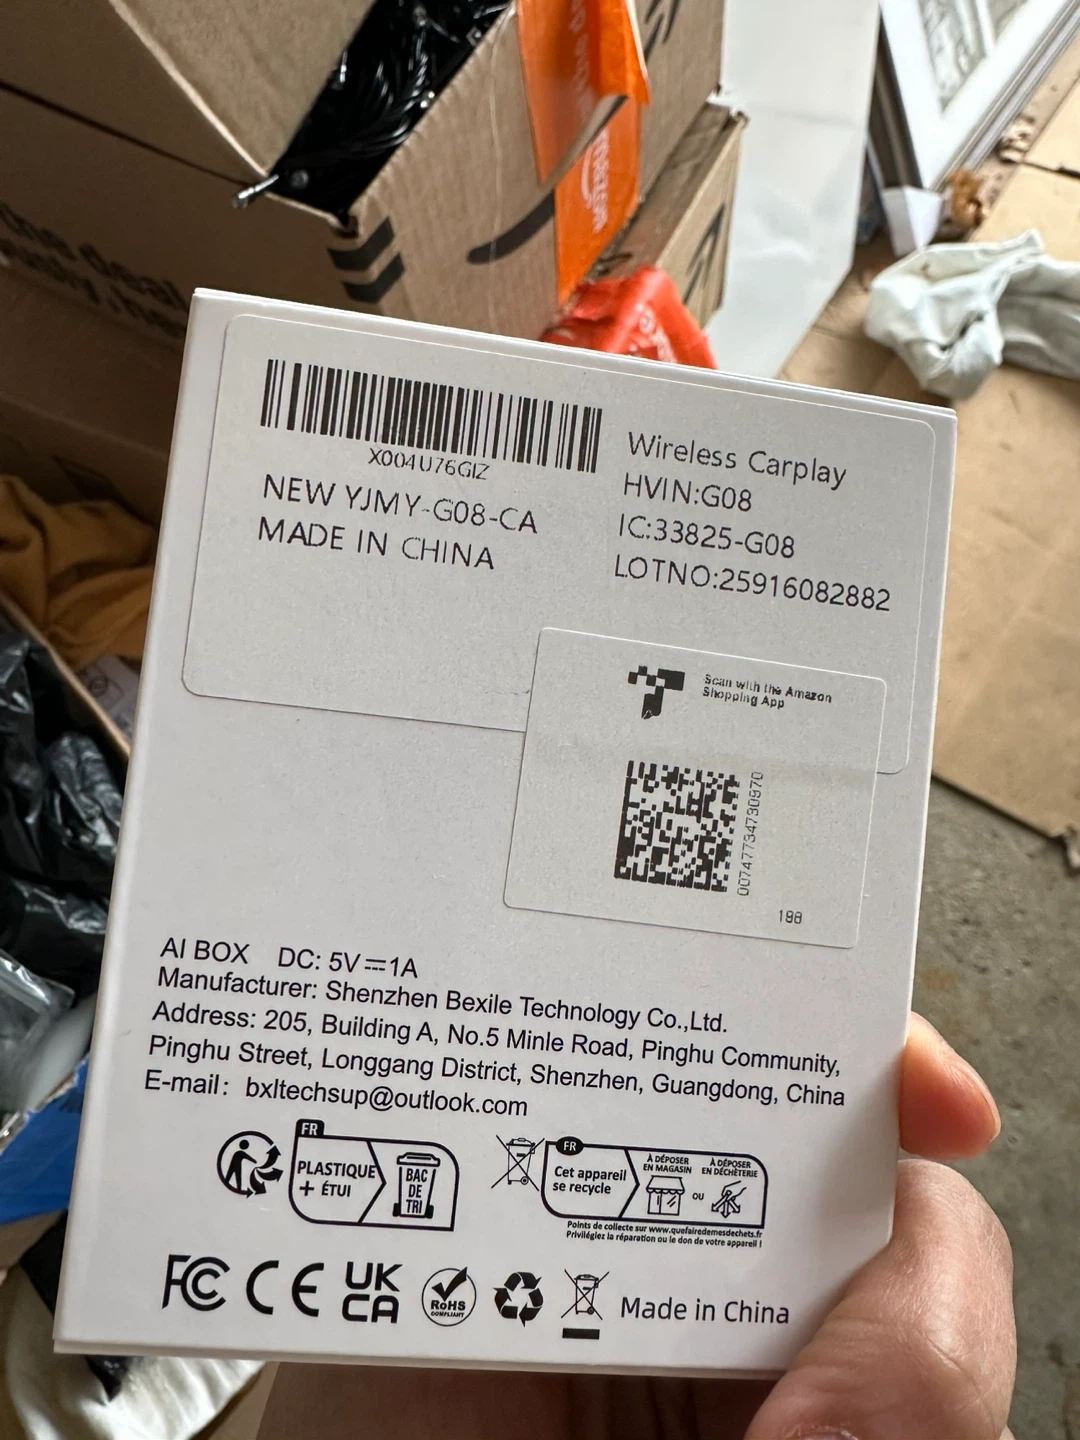 the deal
amazon
X004U76GIZ
NEW YJMY-G08-CA
MADE IN CHINA
Wireless Carplay
HVIN:G08
IC:33825-G08
LOTNO:25916082882
Scan with the Amazon
Shopping App
00747734730970
198
AI BOX DC: 5V⎓1A
Manufacturer: Shenzhen Bexile Technology Co.,Ltd.
Address: 205, Building A, No.5 Minle Road, Pinghu Community,
Pinghu Street, Longgang District, Shenzhen, Guangdong, China
E-mail: bxltechsup@outlook.com
FR
PLASTIQUE
+ ÉTUI
BAC
DE
TRI
FR
Cet appareil
se recycle
À DÉPOSER
EN MAGASIN
OU
À DÉPOSER
EN DÉCHÈTERIE
Points de collecte sur www.quefairedemesdechets.fr
Privilégiez la réparation ou le don de votre appareil !
FC CE UK
CA
RoHS
COMPLIANT
Made in China